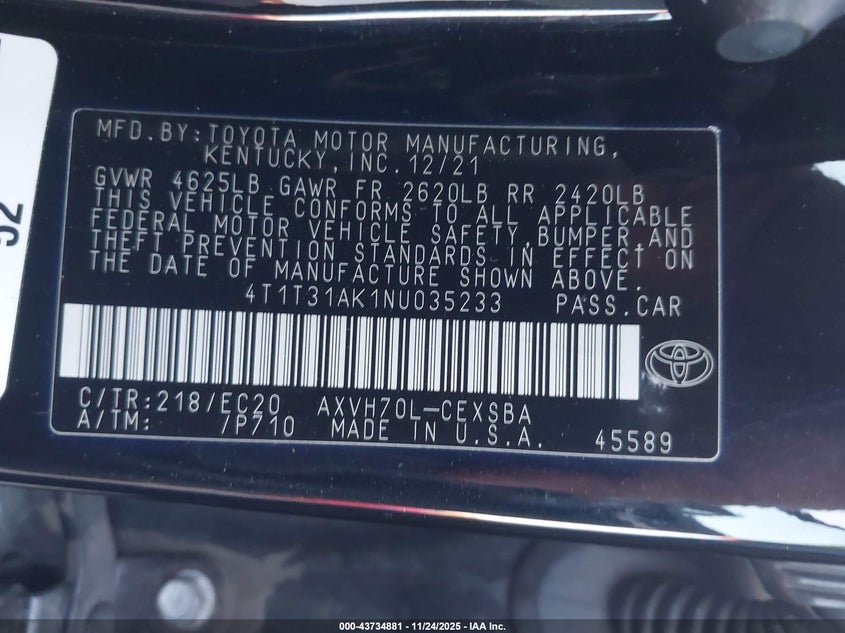 52
MFD.BY:TOYOTA MOTOR MANUFACTURING,
KENTUCKY,INC.12/21
GVWR 4625LB GAWR FR 2620LB RR 2420LB
THIS VEHICLE CONFORMS TO ALL APPLICABLE
FEDERAL MOTOR VEHICLE SAFETY,BUMPER,AND
THEFT PREVENTION STANDARDS IN EFFECT ON
THE DATE OF MANUFACTURE SHOWN ABOVE.
4T1T31AK1NU035233 PASS.CAR
C/TR:218/EC20 AXVH70L-CEXSBA
A/TM: /P710 MADE IN U.S.A. 45589
000-43734881 - 11/24/2025 - IAA Inc.